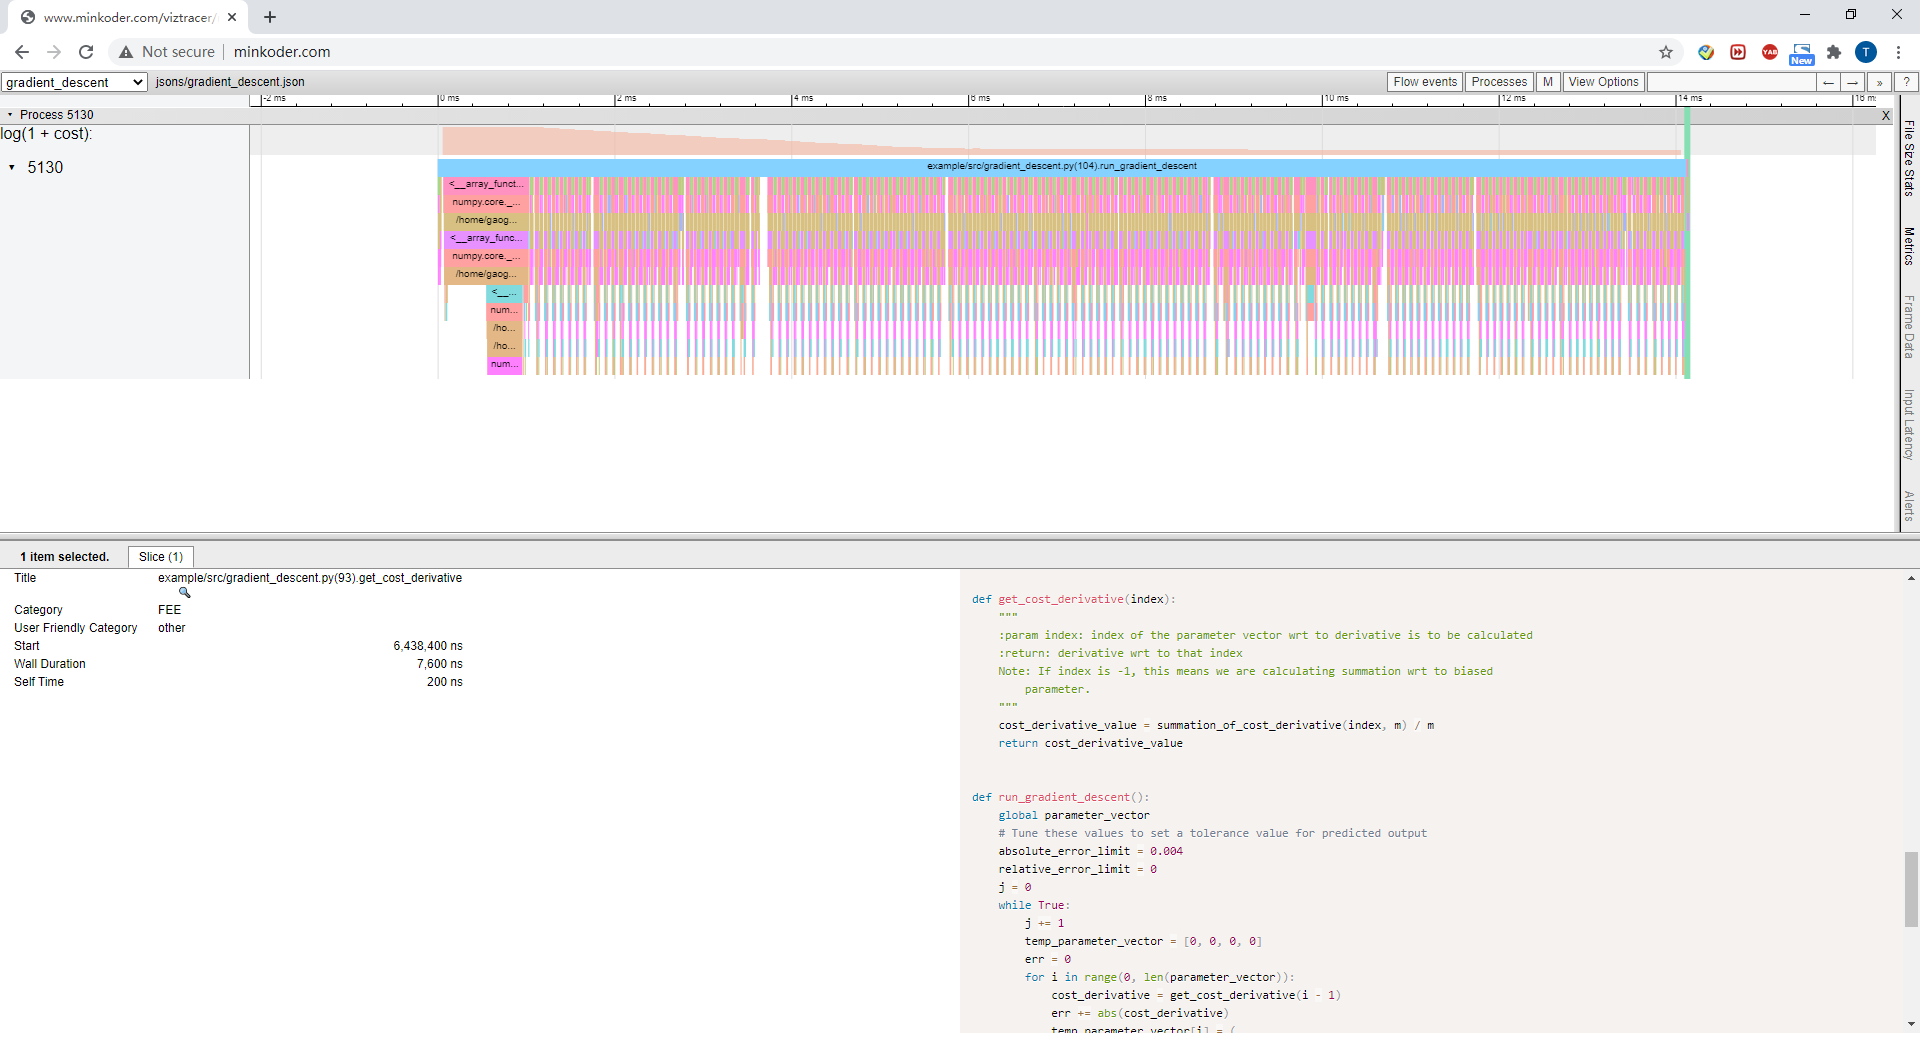 www.minkoder.com/viztracer/
Not secure
minkoder.com
YAB
New
T
gradient_descent
jsons/gradient_descent.json
Flow events
Processes
M
View Options
←
→
»
?
-2 ms
0 ms
2 ms
4 ms
6 ms
8 ms
10 ms
12 ms
14 ms
Process 5130
X
log(1 + cost):
5130
example/src/gradient_descent.py(104).run_gradient_descent
<__array_funct...
numpy.core._...
/home/gaog...
<__array_func...
numpy.core._...
/home/gaog...
<__...
num...
/ho...
/ho...
num...
File Size Stats
Metrics
Frame Data
Input Latency
Alerts
1 item selected.
Slice (1)
Title example/src/gradient_descent.py(93).get_cost_derivative
Category FEE
User Friendly Category other
Start 6,438,400 ns
Wall Duration 7,600 ns
Self Time 200 ns
def get_cost_derivative(index):
"""
:param index: index of the parameter vector wrt to derivative is to be calculated
:return: derivative wrt to that index
Note: If index is -1, this means we are calculating summation wrt to biased
parameter.
"""
cost_derivative_value = summation_of_cost_derivative(index, m) / m
return cost_derivative_value
def run_gradient_descent():
global parameter_vector
# Tune these values to set a tolerance value for predicted output
absolute_error_limit = 0.004
relative_error_limit = 0
j = 0
while True:
j += 1
temp_parameter_vector = [0, 0, 0, 0]
err = 0
for i in range(0, len(parameter_vector)):
cost_derivative = get_cost_derivative(i - 1)
err += abs(cost_derivative)
temp_parameter_vector[i] = (